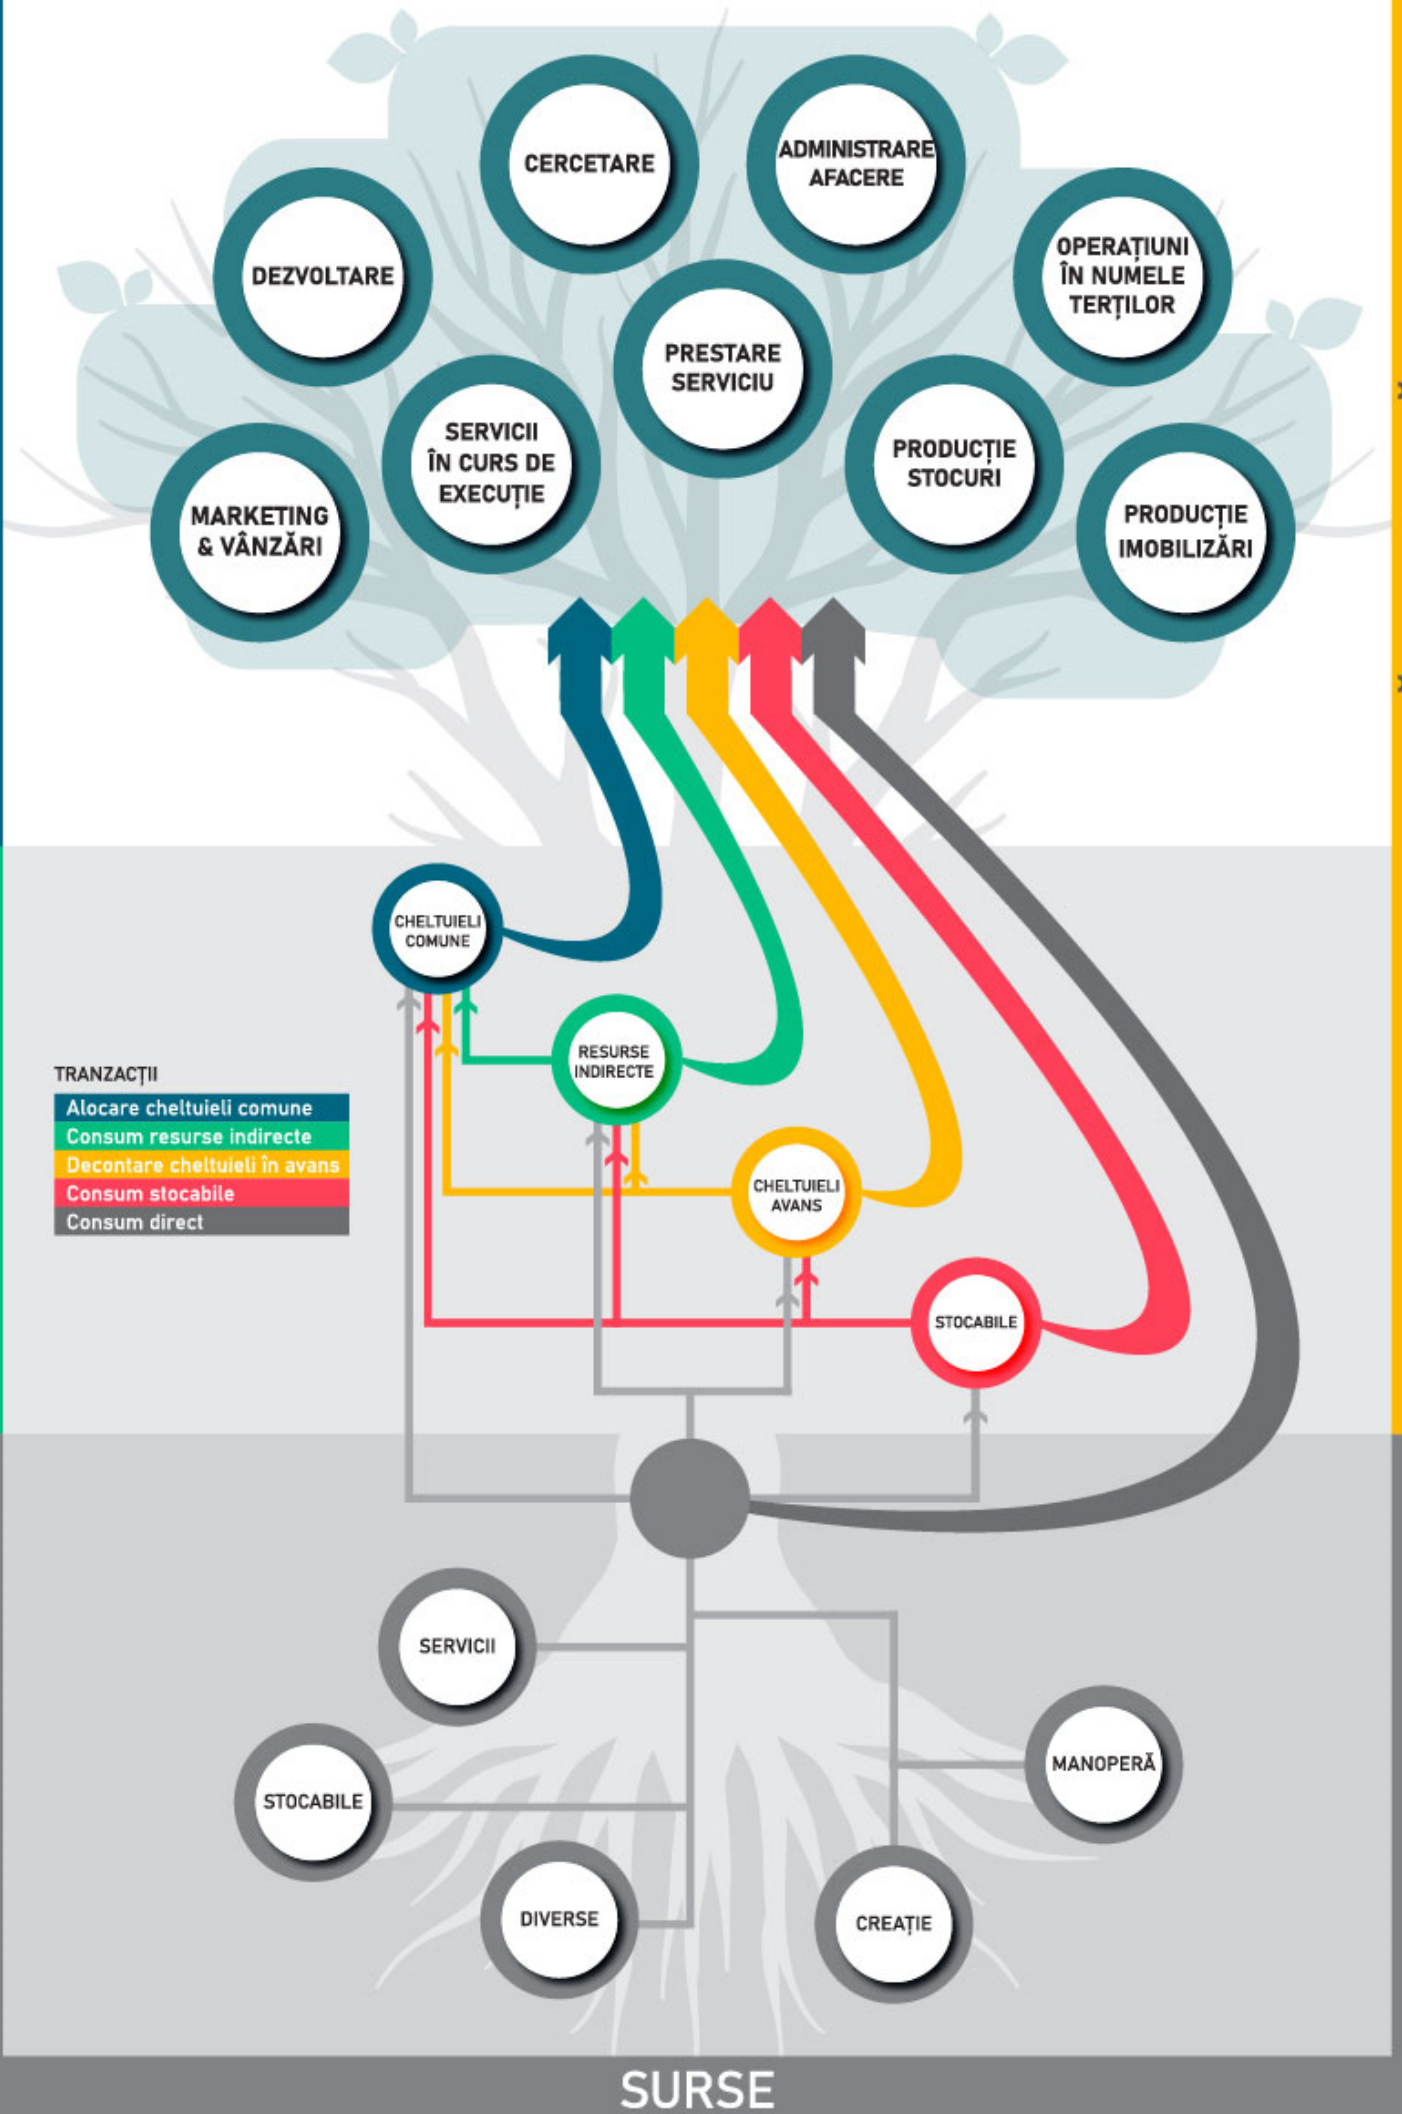 CERCETARE
ADMINISTRARE
AFACERE
DEZVOLTARE
OPERAȚIUNI
ÎN NUMELE
TERȚILOR
PRESTARE
SERVICIU
SERVICII
ÎN CURS DE
EXECUȚIE
PRODUCȚIE
STOCURI
MARKETING
& VÂNZĂRI
PRODUCȚIE
IMOBILIZĂRI
CHELTUIELI
COMUNE
RESURSE
INDIRECTE
TRANZACȚII
Alocare cheltuieli comune
Consum resurse indirecte
Decontare cheltuieli în avans
Consum stocabile
Consum direct
CHELTUIELI
AVANS
STOCABILE
SERVICII
MANOPERĂ
STOCABILE
DIVERSE
CREAȚIE
SURSE